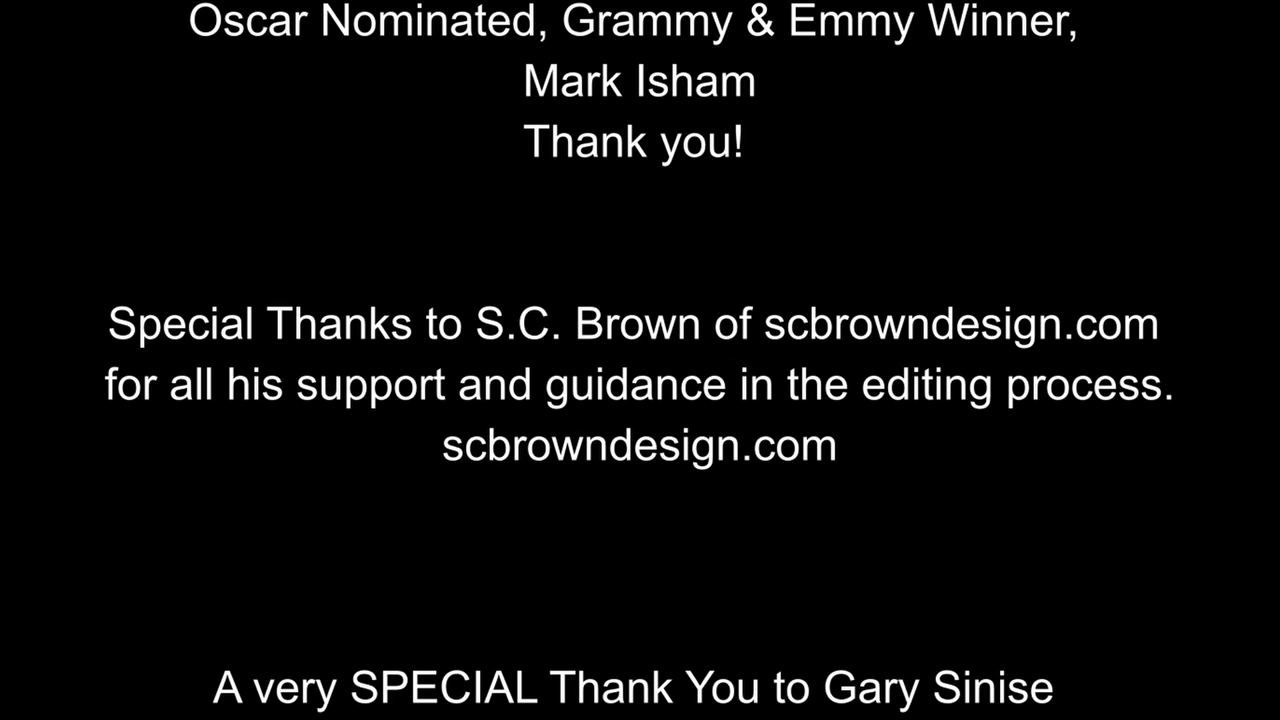 Oscar Nominated, Grammy & Emmy Winner,
Mark Isham
Thank you!
Special Thanks to S.C. Brown of scbrowndesign.com
for all his support and guidance in the editing process.
scbrowndesign.com
A very SPECIAL Thank You to Gary Sinise